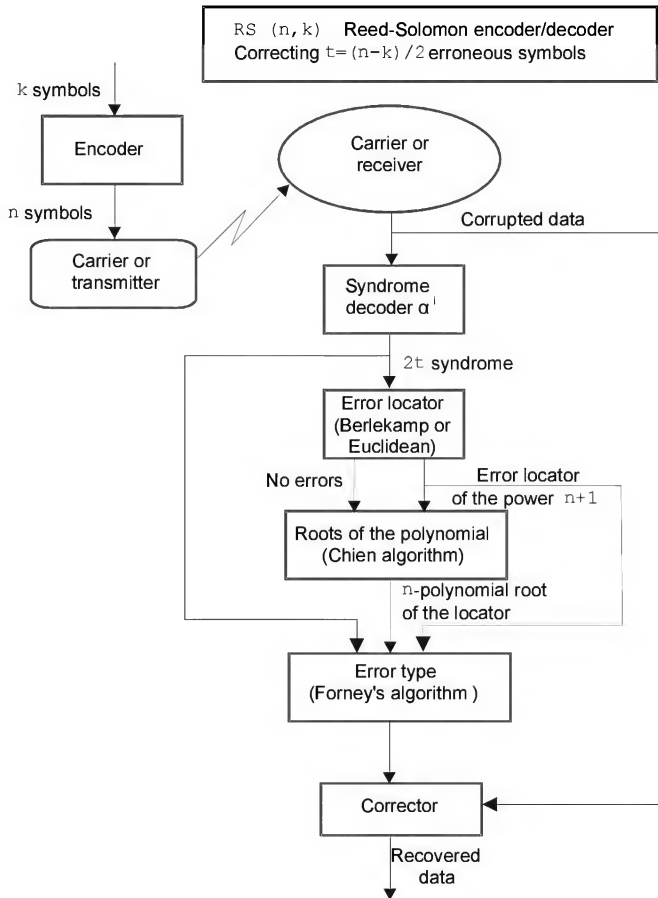 RS (n,k) Reed-Solomon encoder/decoder
Correcting t=(n-k)/2 erroneous symbols
k symbols
Encoder
n symbols
Carrier or
transmitter
Carrier or
receiver
Corrupted data
Syndrome
decoder αⁱ
2t syndrome
Error locator
(Berlekamp or
Euclidean)
No errors
Error locator
of the power n+1
Roots of the polynomial
(Chien algorithm)
n-polynomial root
of the locator
Error type
(Forney's algorithm )
Corrector
Recovered
data